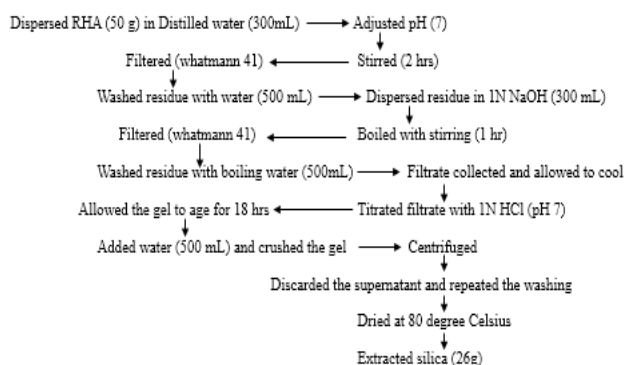 Dispersed RHA (50 g) in Distilled water (300mL) Adjusted pH (7)
Filtered (whatmann 41) Stirred (2 hrs)
Washed residue with water (500 mL) Dispersed residue in 1N NaOH (300 mL)
Filtered (whatmann 41) Boiled with stirring (1 hr)
Washed residue with boiling water (500mL) Filtrate collected and allowed to cool
Allowed the gel to age for 18 hrs Titrated filtrate with 1N HCl (pH 7)
Added water (500 mL) and crushed the gel Centrifuged
Discarded the supernatant and repeated the washing
Dried at 80 degree Celsius
Extracted silica (26g)